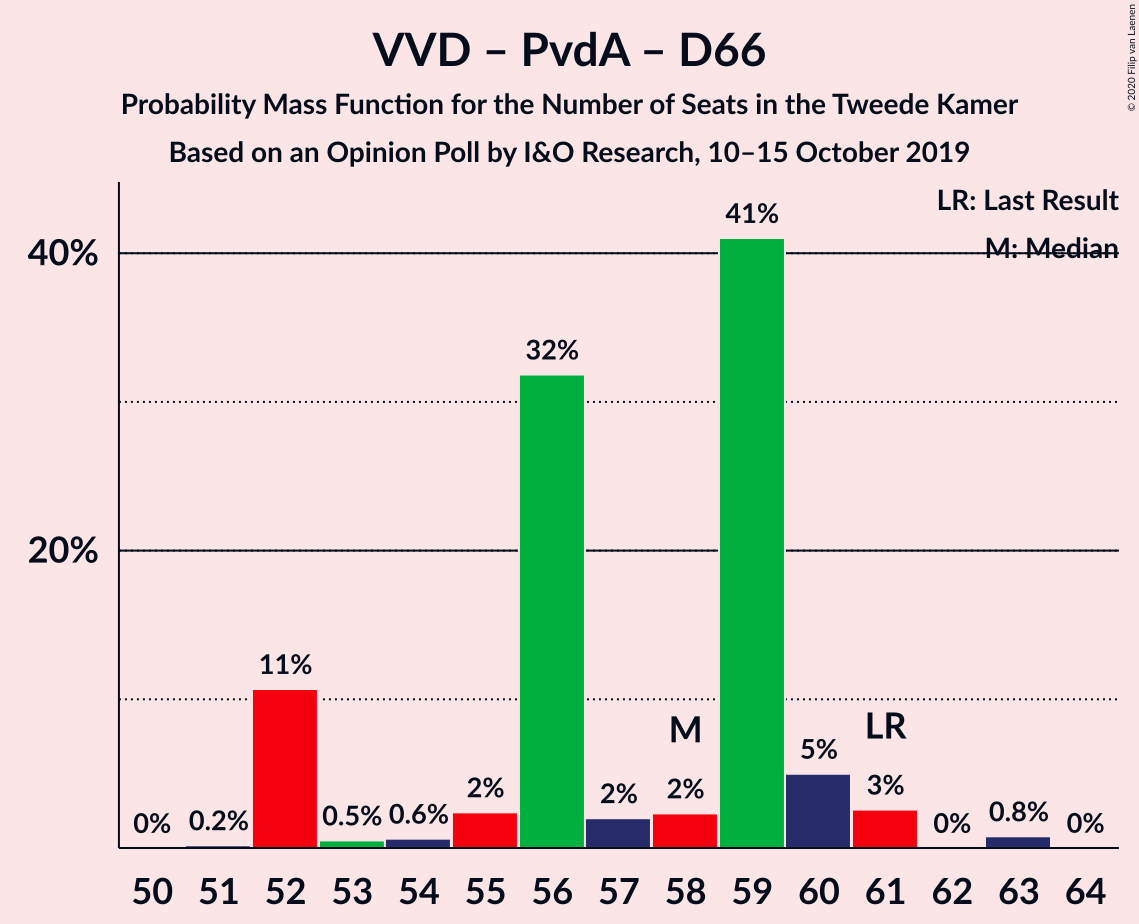 VVD – PvdA – D66
Probability Mass Function for the Number of Seats in the Tweede Kamer
Based on an Opinion Poll by I&O Research, 10–15 October 2019
© 2020 Filip van Laenen
LR: Last Result
M: Median
40%
20%
0%
0.2%
11%
0.5%
0.6%
2%
32%
2%
M
2%
41%
5%
LR
3%
0%
0.8%
0%
50 51 52 53 54 55 56 57 58 59 60 61 62 63 64